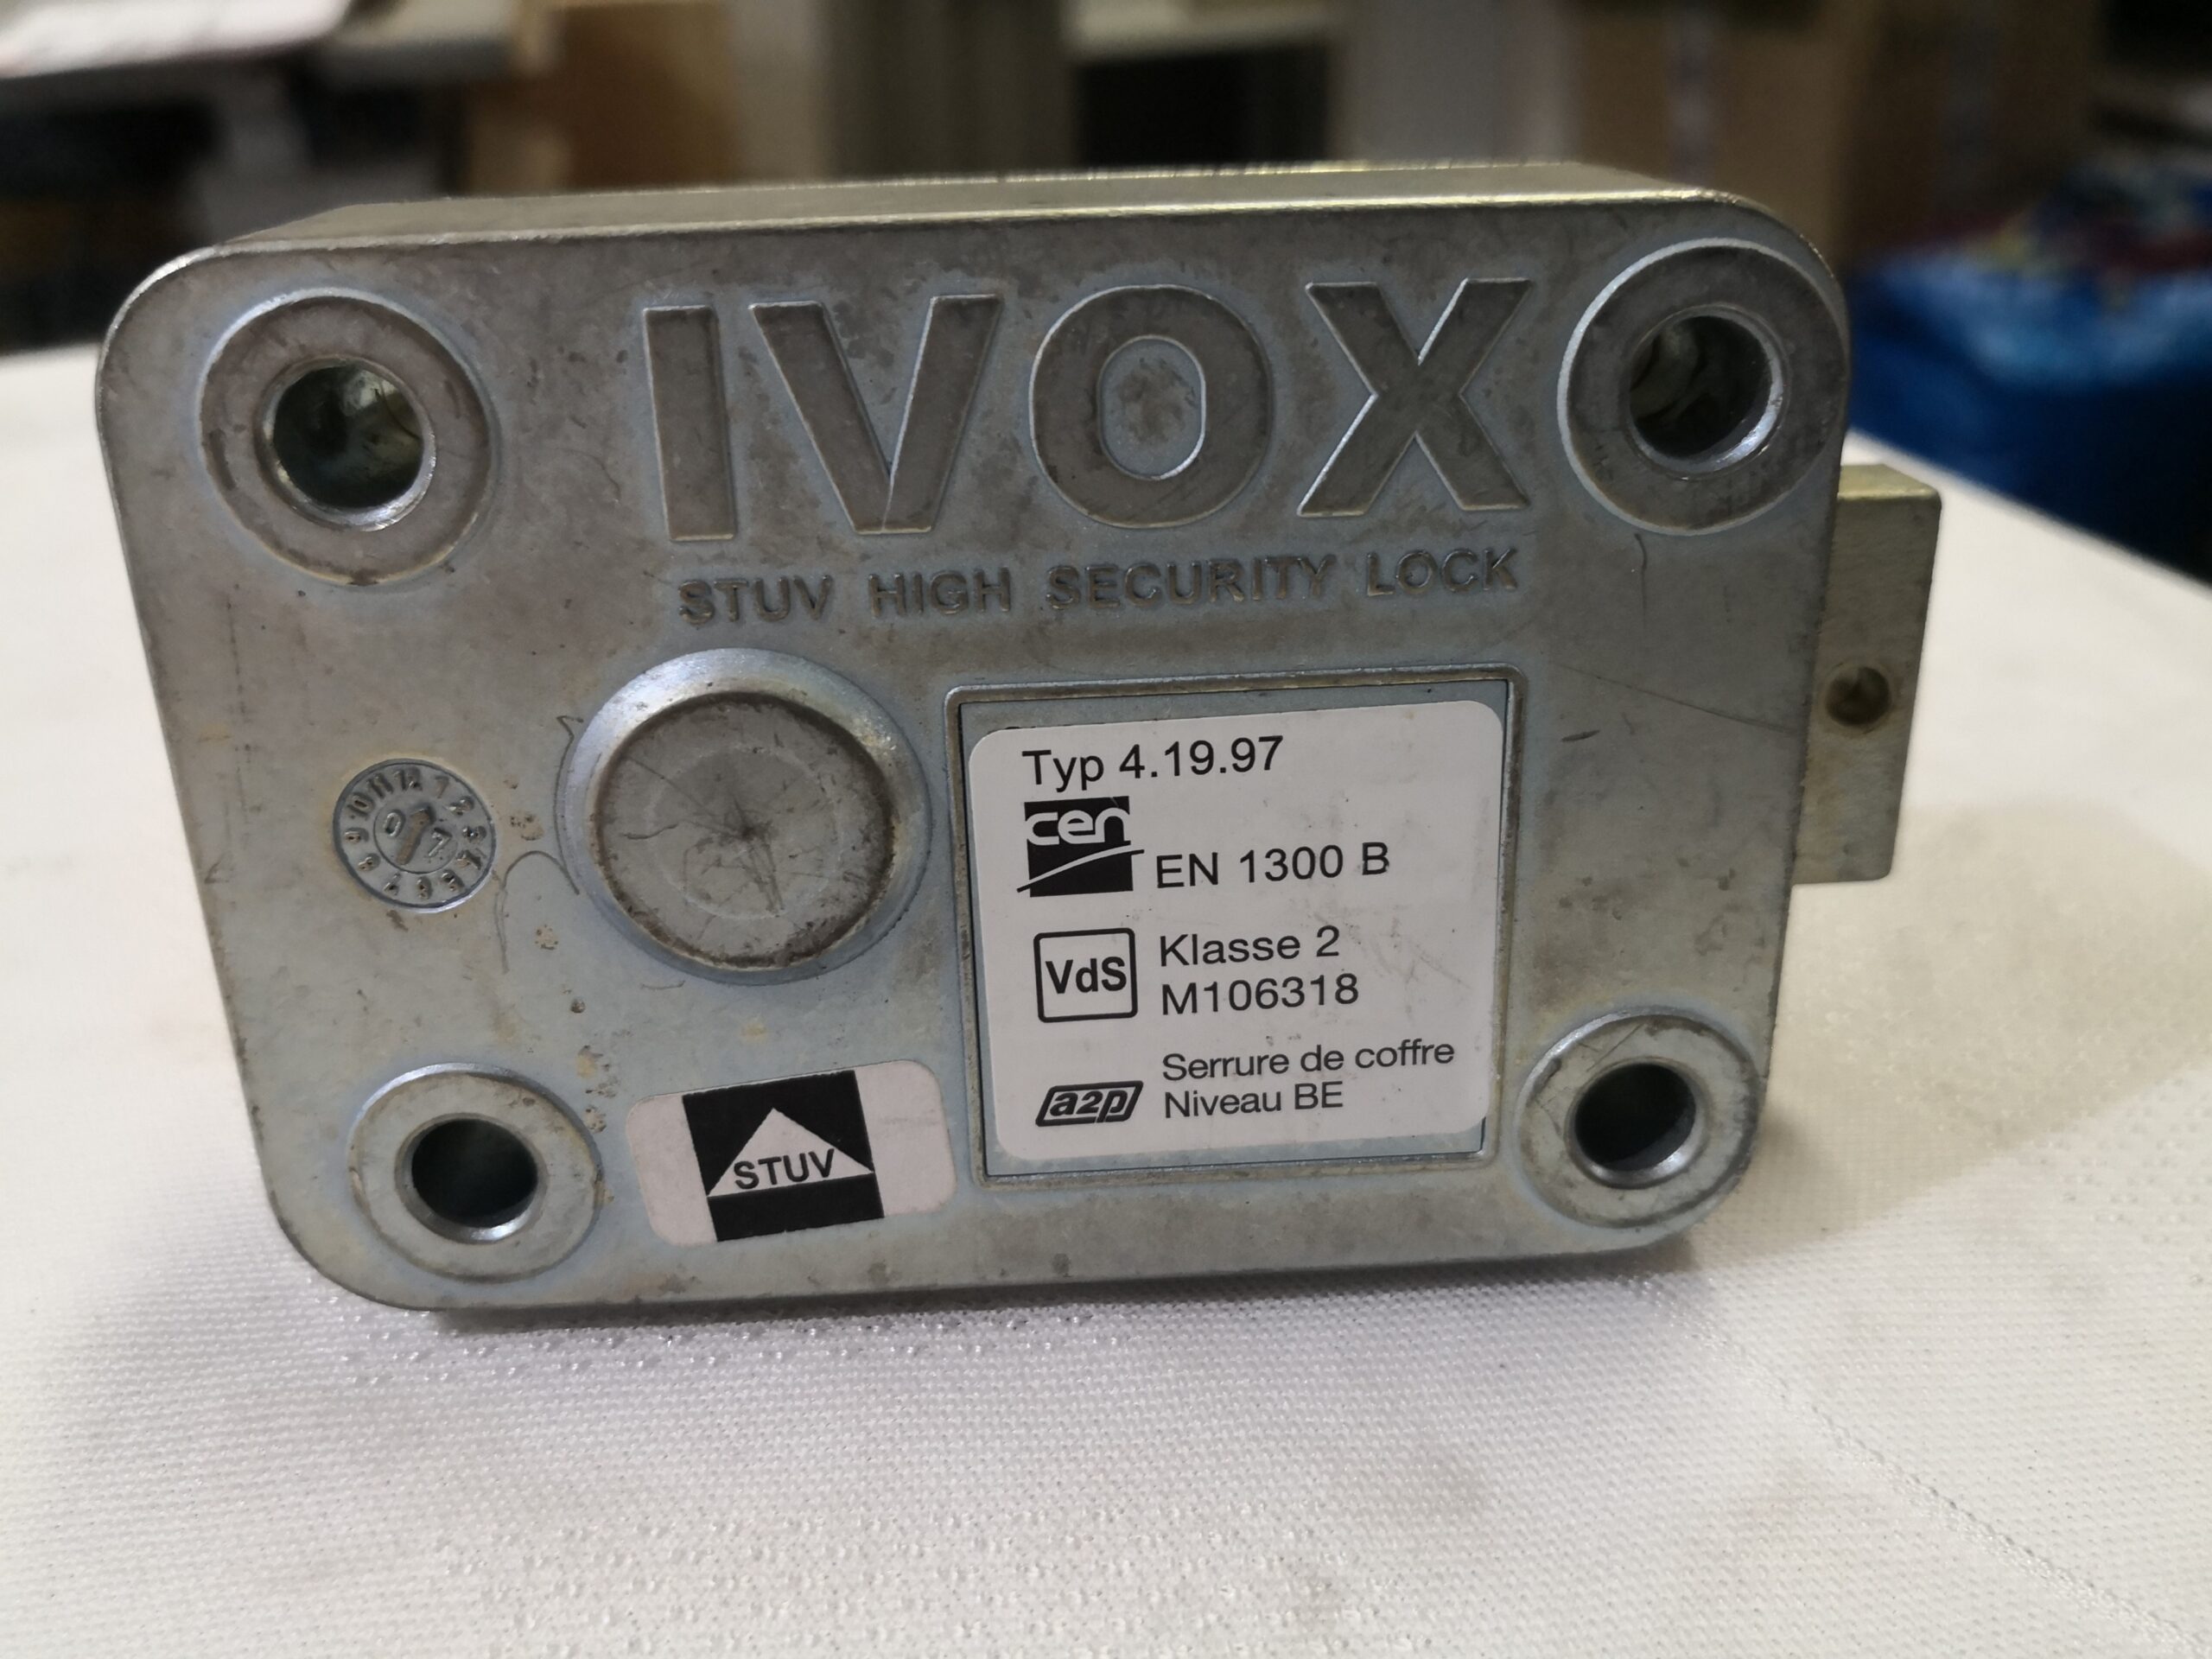 IVOX
STUV HIGH SECURITY LOCK
Typ 4.19.97
cen
EN 1300 B
VdS
Klasse 2
M106318
a2p
Serrure de coffre
Niveau BE
STUV